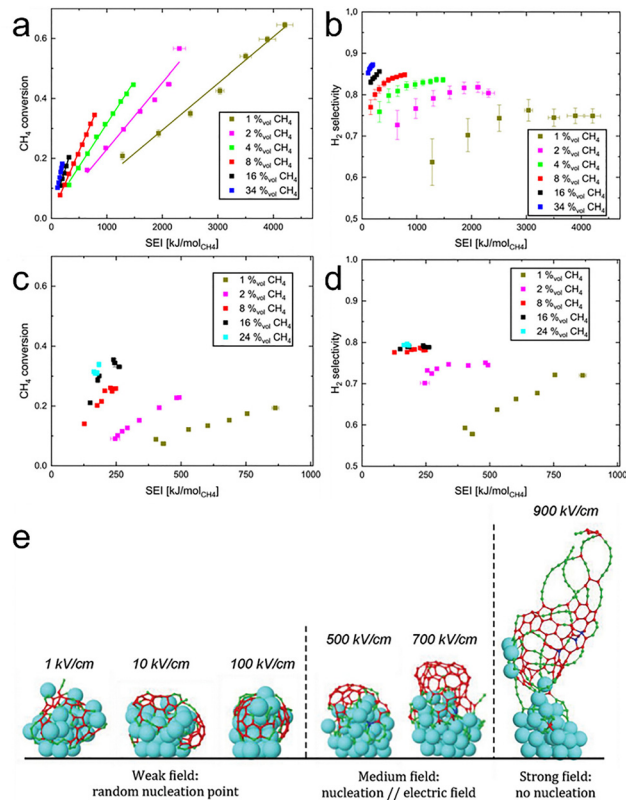 a
CH4 conversion
0.6
0.4
0.2
0.0
0 1000 2000 3000 4000
SEI [kJ/molCH4]
1 %vol CH4
2 %vol CH4
4 %vol CH4
8 %vol CH4
16 %vol CH4
34 %vol CH4
b
H2 selectivity
0,9
0,8
0,7
0,6
0,5
0 1000 2000 3000 4000
SEI [kJ/molCH4]
1 %vol CH4
2 %vol CH4
4 %vol CH4
8 %vol CH4
16 %vol CH4
34 %vol CH4
c
CH4 conversion
0.6
0.4
0.2
0.0
0 250 500 750 1000
SEI [kJ/molCH4]
1 %vol CH4
2 %vol CH4
8 %vol CH4
16 %vol CH4
24 %vol CH4
d
H2 selectivity
0.9
0.8
0.7
0.6
0.5
0 250 500 750 1000
SEI [kJ/molCH4]
1 %vol CH4
2 %vol CH4
8 %vol CH4
16 %vol CH4
24 %vol CH4
e
900 kV/cm
500 kV/cm 700 kV/cm
1 kV/cm 10 kV/cm 100 kV/cm
Weak field: Medium field: Strong field:
random nucleation point nucleation // electric field no nucleation